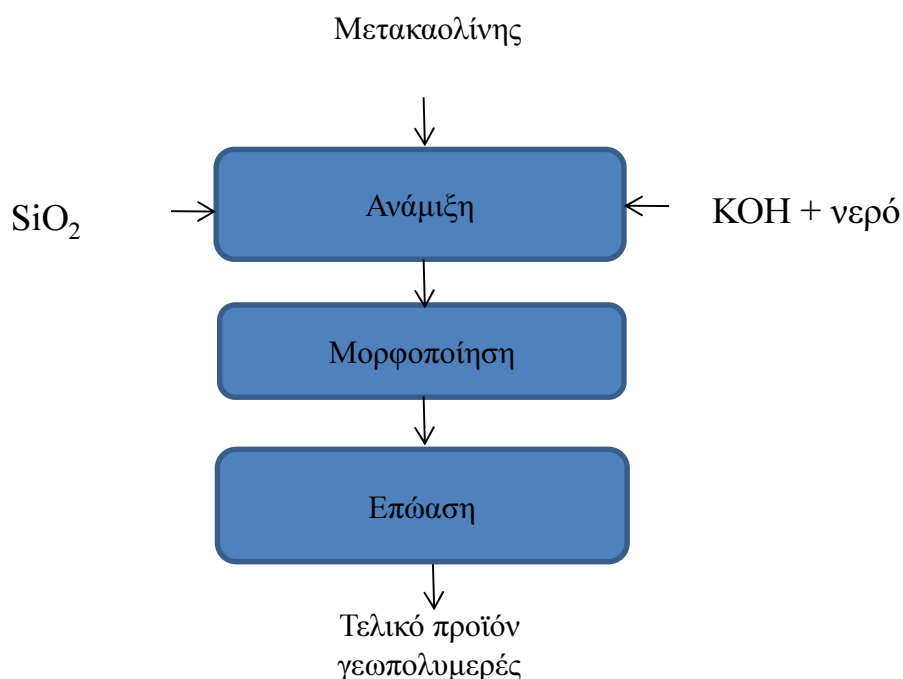 Μετακαολίνης
Ανάμιξη
SiO₂
KOH + νερό
Μορφοποίηση
Επώαση
Τελικό προϊόν
γεωπολυμερές